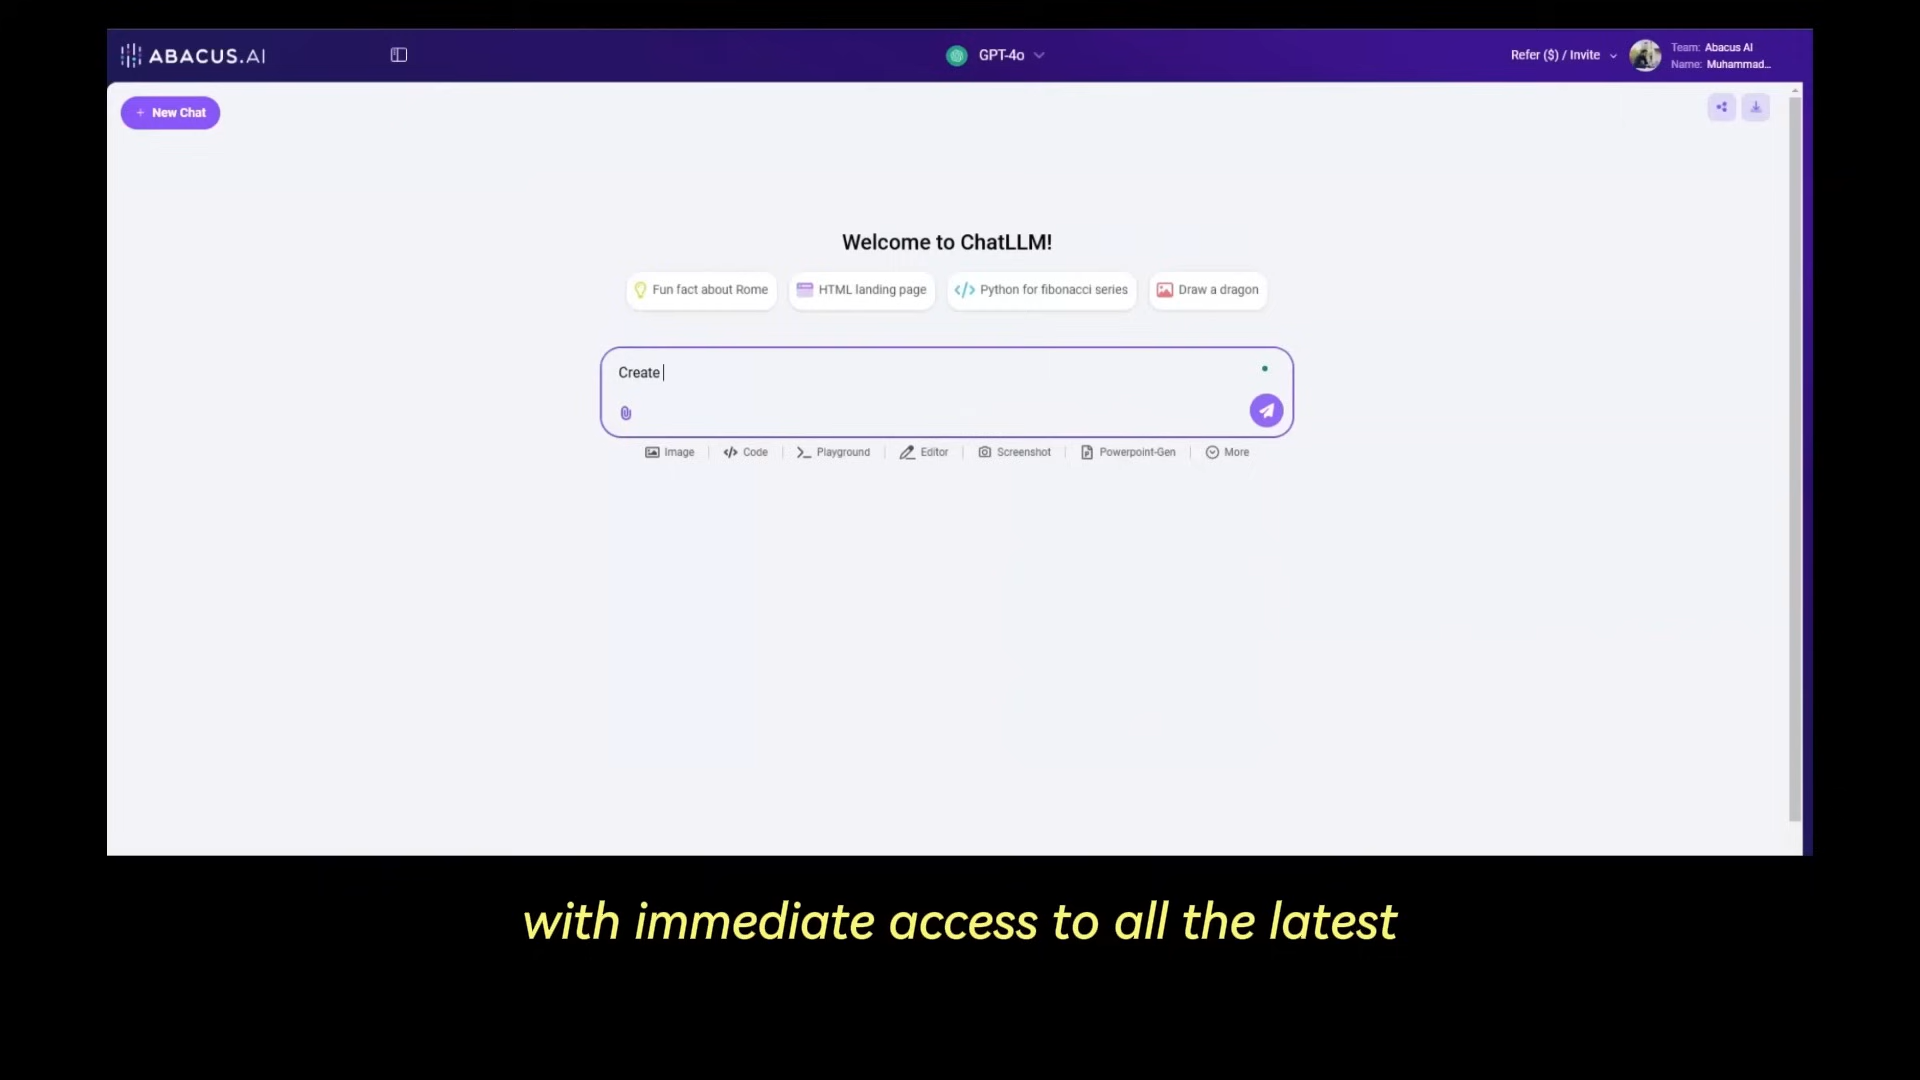 ABACUS.AI
GPT-4o
Refer ($) / Invite
Team: Abacus AI
Name: Muhammad...
+ New Chat
Welcome to ChatLLM!
Fun fact about Rome
HTML landing page
</> Python for fibonacci series
Draw a dragon
Create
Image
</> Code
>_ Playground
Editor
Screenshot
Powerpoint-Gen
More
with immediate access to all the latest